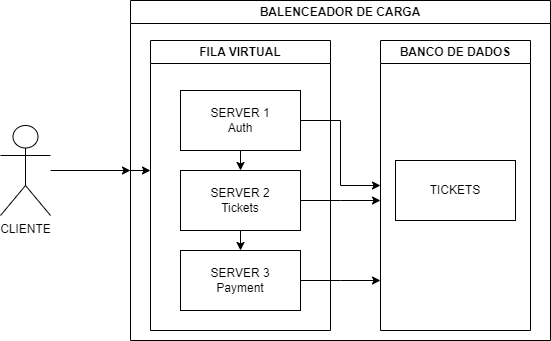 BALENCEADOR DE CARGA
FILA VIRTUAL
BANCO DE DADOS
SERVER 1
Auth
SERVER 2
Tickets
TICKETS
CLIENTE
SERVER 3
Payment